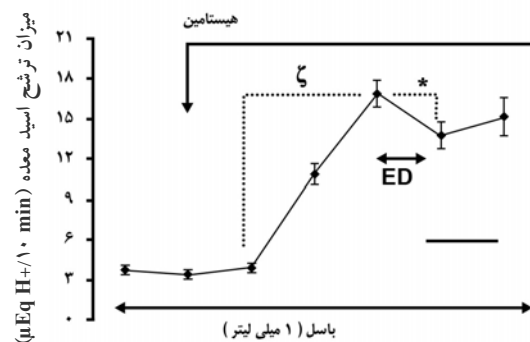 هیستامین
میزان ترشح اسید معده (µEq H+/۱۰ min)
۲۱
۱۸
۱۵
۱۲
۹
۶
۳
۰
ζ
*
ED
باسل ( ۱ میلی لیتر )